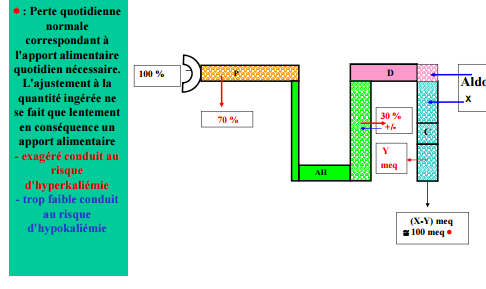 * : Perte quotidienne
normale
correspondant à
l'apport alimentaire
quotidien nécessaire.
L'ajustement à la
quantité ingérée ne
se fait que lentement
en conséquence un
apport alimentaire
- exagéré conduit au
risque
d'hyperkaliémie
- trop faible conduit
au risque
d'hypokaliémie
100 %
P
70 %
AH
D
30 %
+/-
Y
meq
C
Aldo
X
(X-Y) meq
≅ 100 meq *